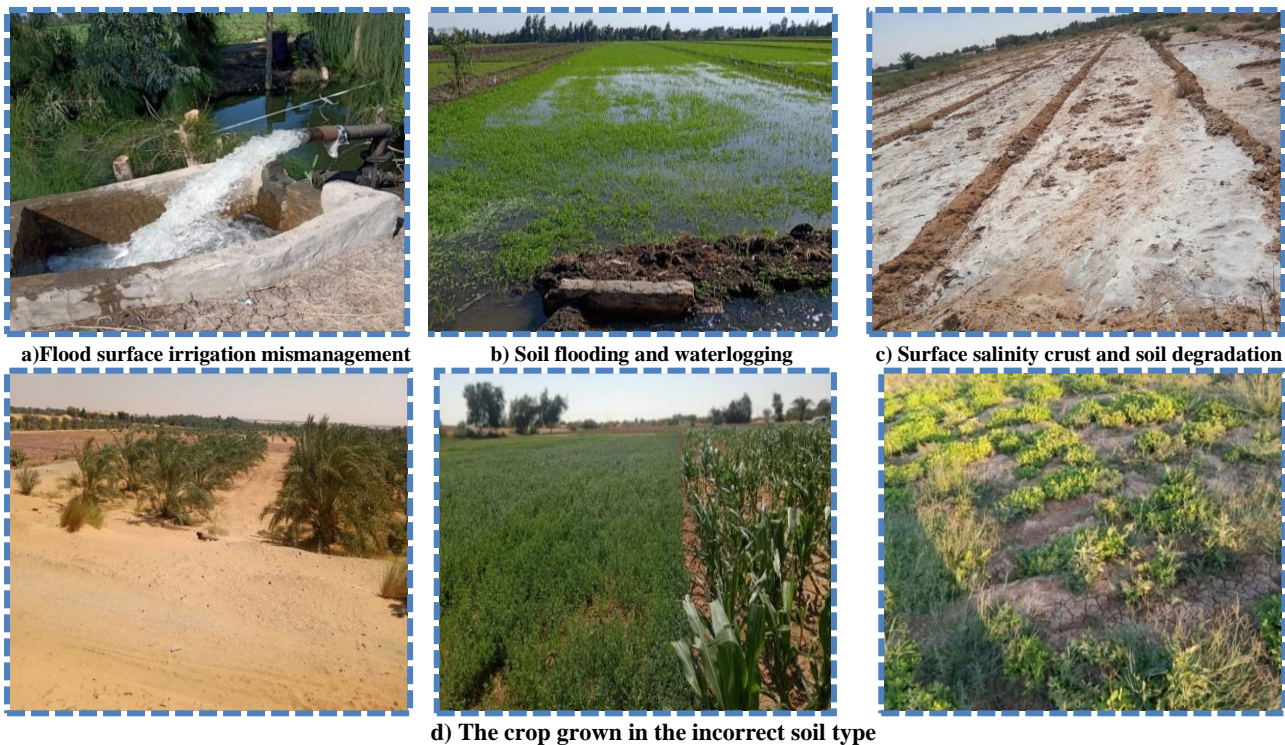 a)Flood surface irrigation mismanagement
b) Soil flooding and waterlogging
c) Surface salinity crust and soil degradation
d) The crop grown in the incorrect soil type